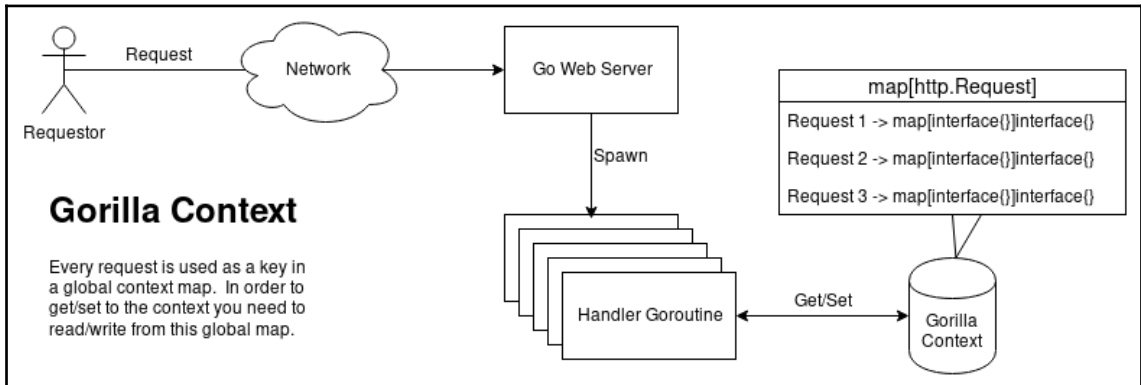 Request
Network
Go Web Server
Requestor
Spawn
map[http.Request]
Request 1 -> map[interface{}]interface{}
Request 2 -> map[interface{}]interface{}
Request 3 -> map[interface{}]interface{}
Gorilla Context
Every request is used as a key in
a global context map. In order to
get/set to the context you need to
read/write from this global map.
Handler Goroutine
Get/Set
Gorilla
Context